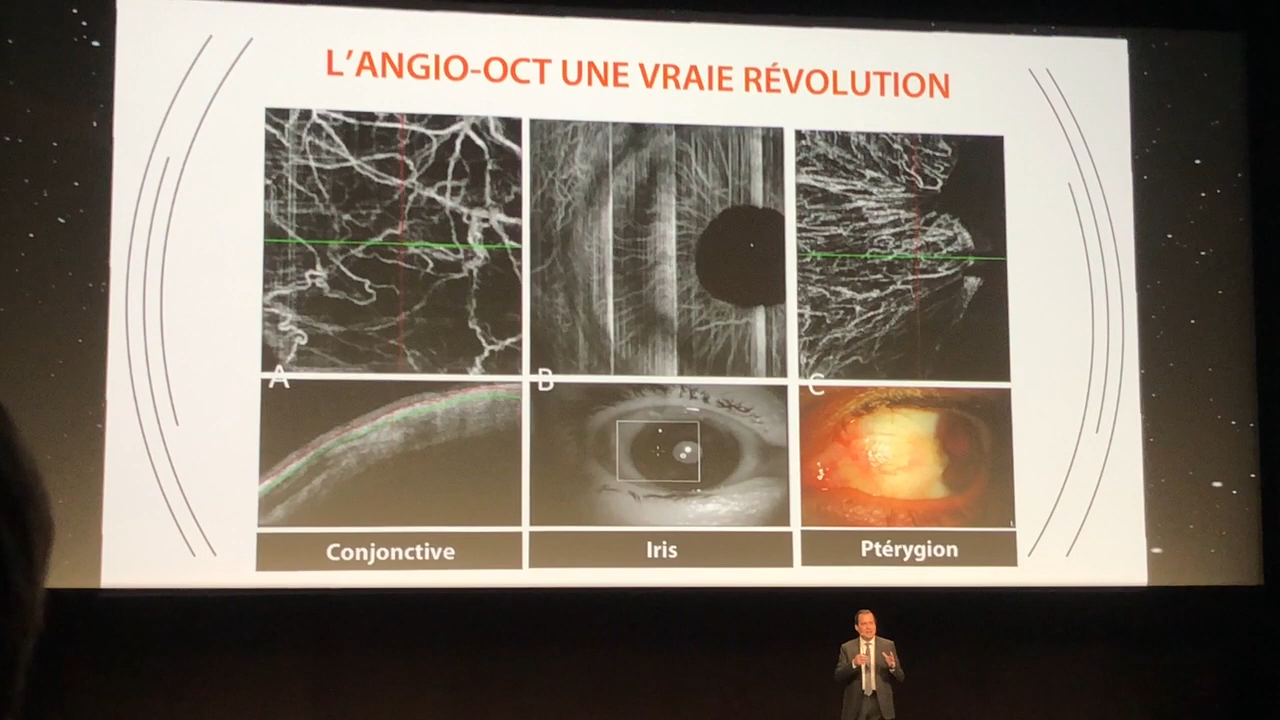 L'ANGIO-OCT UNE VRAIE RÉVOLUTION
A
B
C
Conjonctive
Iris
Ptérygion